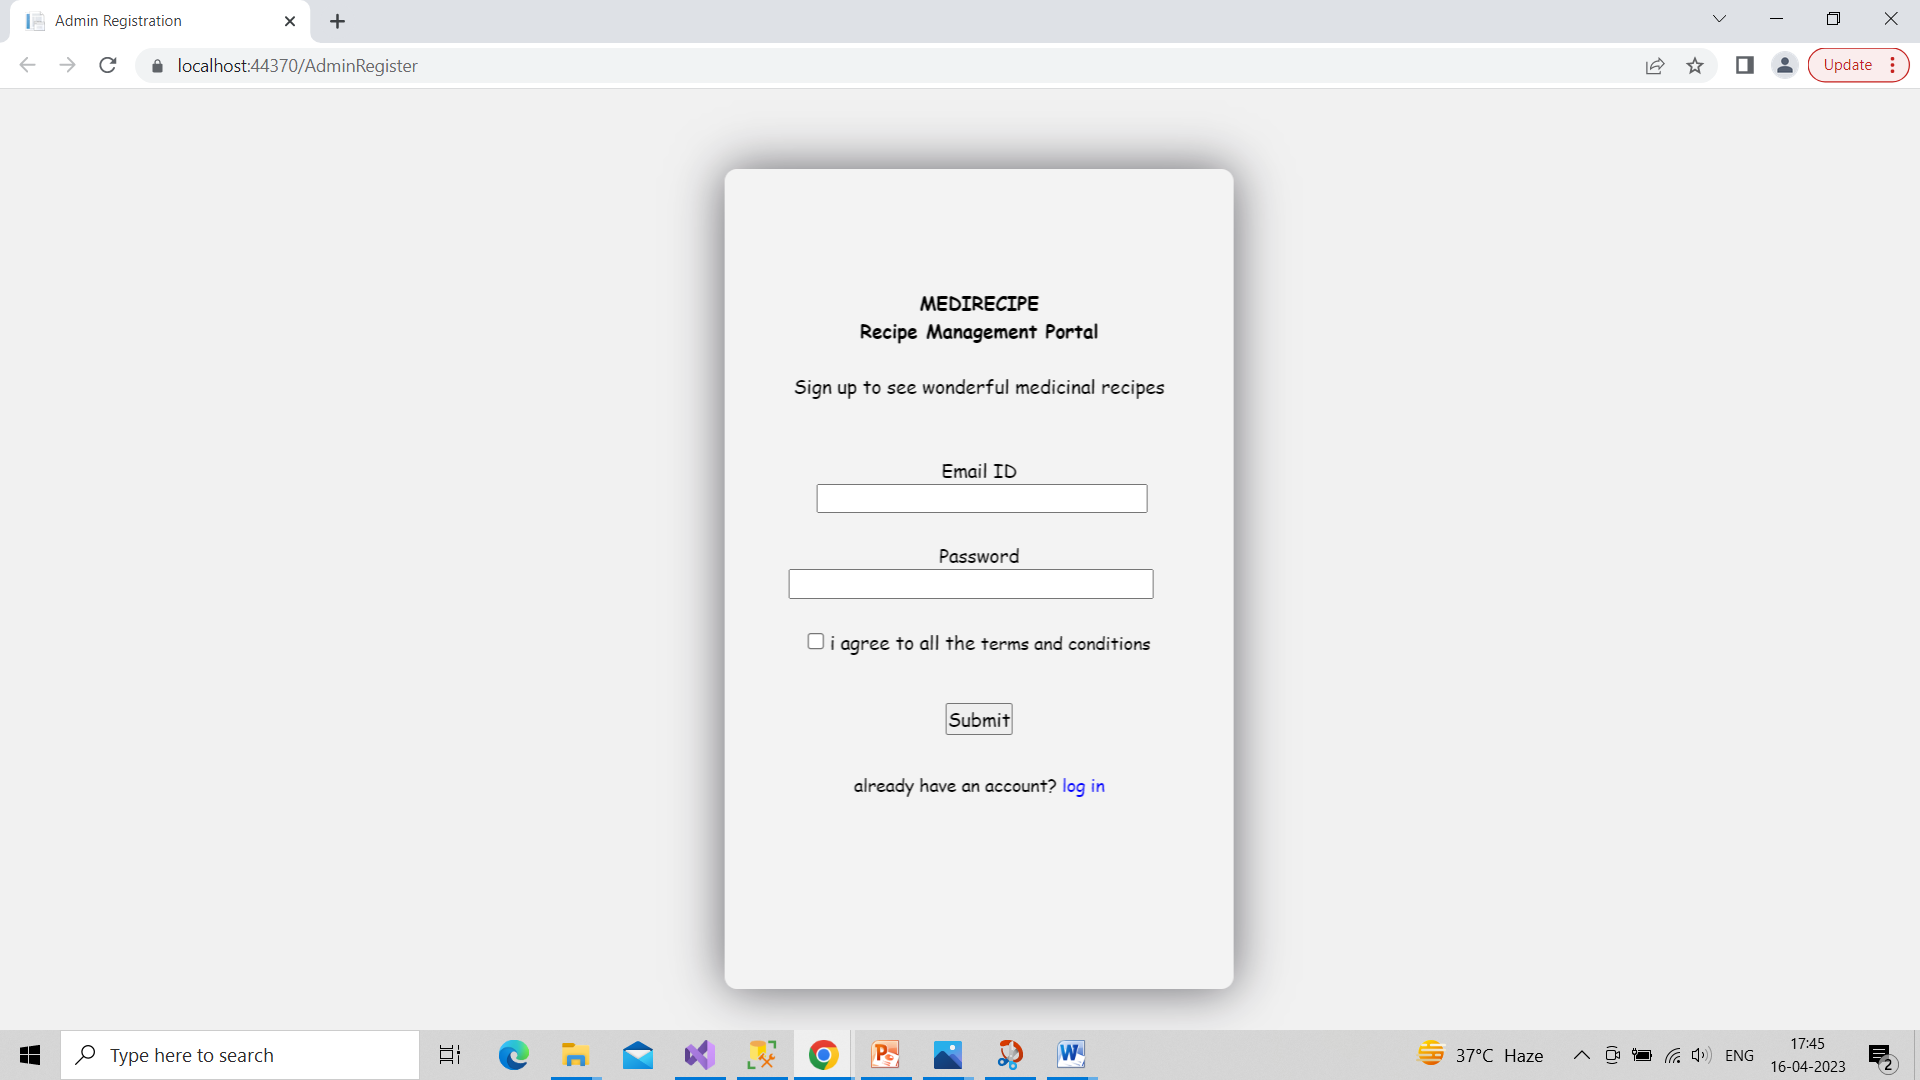 Admin Registration
localhost:44370/AdminRegister
Update
MEDIRECIPE
Recipe Management Portal
Sign up to see wonderful medicinal recipes
Email ID
Password
i agree to all the terms and conditions
Submit
already have an account? log in
Type here to search
37°C Haze
ENG
17:45
16-04-2023
2